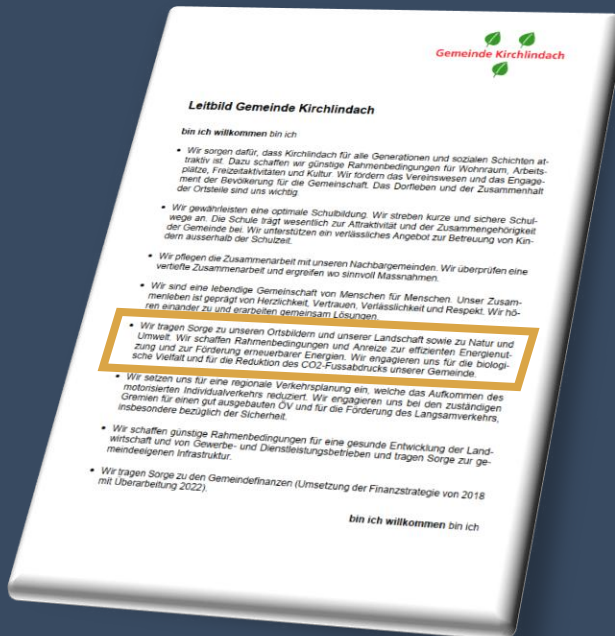 Gemeinde Kirchlindach
Leitbild Gemeinde Kirchlindach
bin ich willkommen bin ich
• Wir sorgen dafür, dass Kirchlindach für alle Generationen und sozialen Schichten at-
traktiv ist. Dazu schaffen wir günstige Rahmenbedingungen für Wohnraum, Arbeits-
plätze, Freizeitaktivitäten und Kultur. Wir fördern das Vereinswesen und das Engage-
ment der Bevölkerung für die Gemeinschaft. Das Dorfleben und der Zusammenhalt
der Ortsteile sind uns wichtig.
• Wir gewährleisten eine optimale Schulbildung. Wir streben kurze und sichere Schul-
wege an. Die Schule trägt wesentlich zur Attraktivität und der Zusammengehörigkeit
der Gemeinde bei. Wir unterstützen ein verlässliches Angebot zur Betreuung von Kin-
dern ausserhalb der Schulzeit.
• Wir pflegen die Zusammenarbeit mit unseren Nachbargemeinden. Wir überprüfen eine
vertiefte Zusammenarbeit und ergreifen wo sinnvoll Massnahmen.
• Wir sind eine lebendige Gemeinschaft von Menschen für Menschen. Unser Zusam-
menleben ist geprägt von Herzlichkeit, Vertrauen, Verlässlichkeit und Respekt. Wir hö-
ren einander zu und erarbeiten gemeinsam Lösungen.
• Wir tragen Sorge zu unseren Ortsbildern und unserer Landschaft sowie zu Natur und
Umwelt. Wir schaffen Rahmenbedingungen und Anreize zur effizienten Energienut-
zung und zur Förderung erneuerbarer Energien. Wir engagieren uns für die biologi-
sche Vielfalt und für die Reduktion des CO2-Fussabdrucks unserer Gemeinde.
• Wir setzen uns für eine regionale Verkehrsplanung ein, welche das Aufkommen des
motorisierten Individualverkehrs reduziert. Wir engagieren uns bei den zuständigen
Gremien für einen gut ausgebauten ÖV und für die Förderung des Langsamverkehrs,
insbesondere bezüglich der Sicherheit.
• Wir schaffen günstige Rahmenbedingungen für eine gesunde Entwicklung der Land-
wirtschaft und von Gewerbe- und Dienstleistungsbetrieben und tragen Sorge zur ge-
meindeeigenen Infrastruktur.
• Wir tragen Sorge zu den Gemeindefinanzen (Umsetzung der Finanzstrategie von 2018
mit Überarbeitung 2022).
bin ich willkommen bin ich